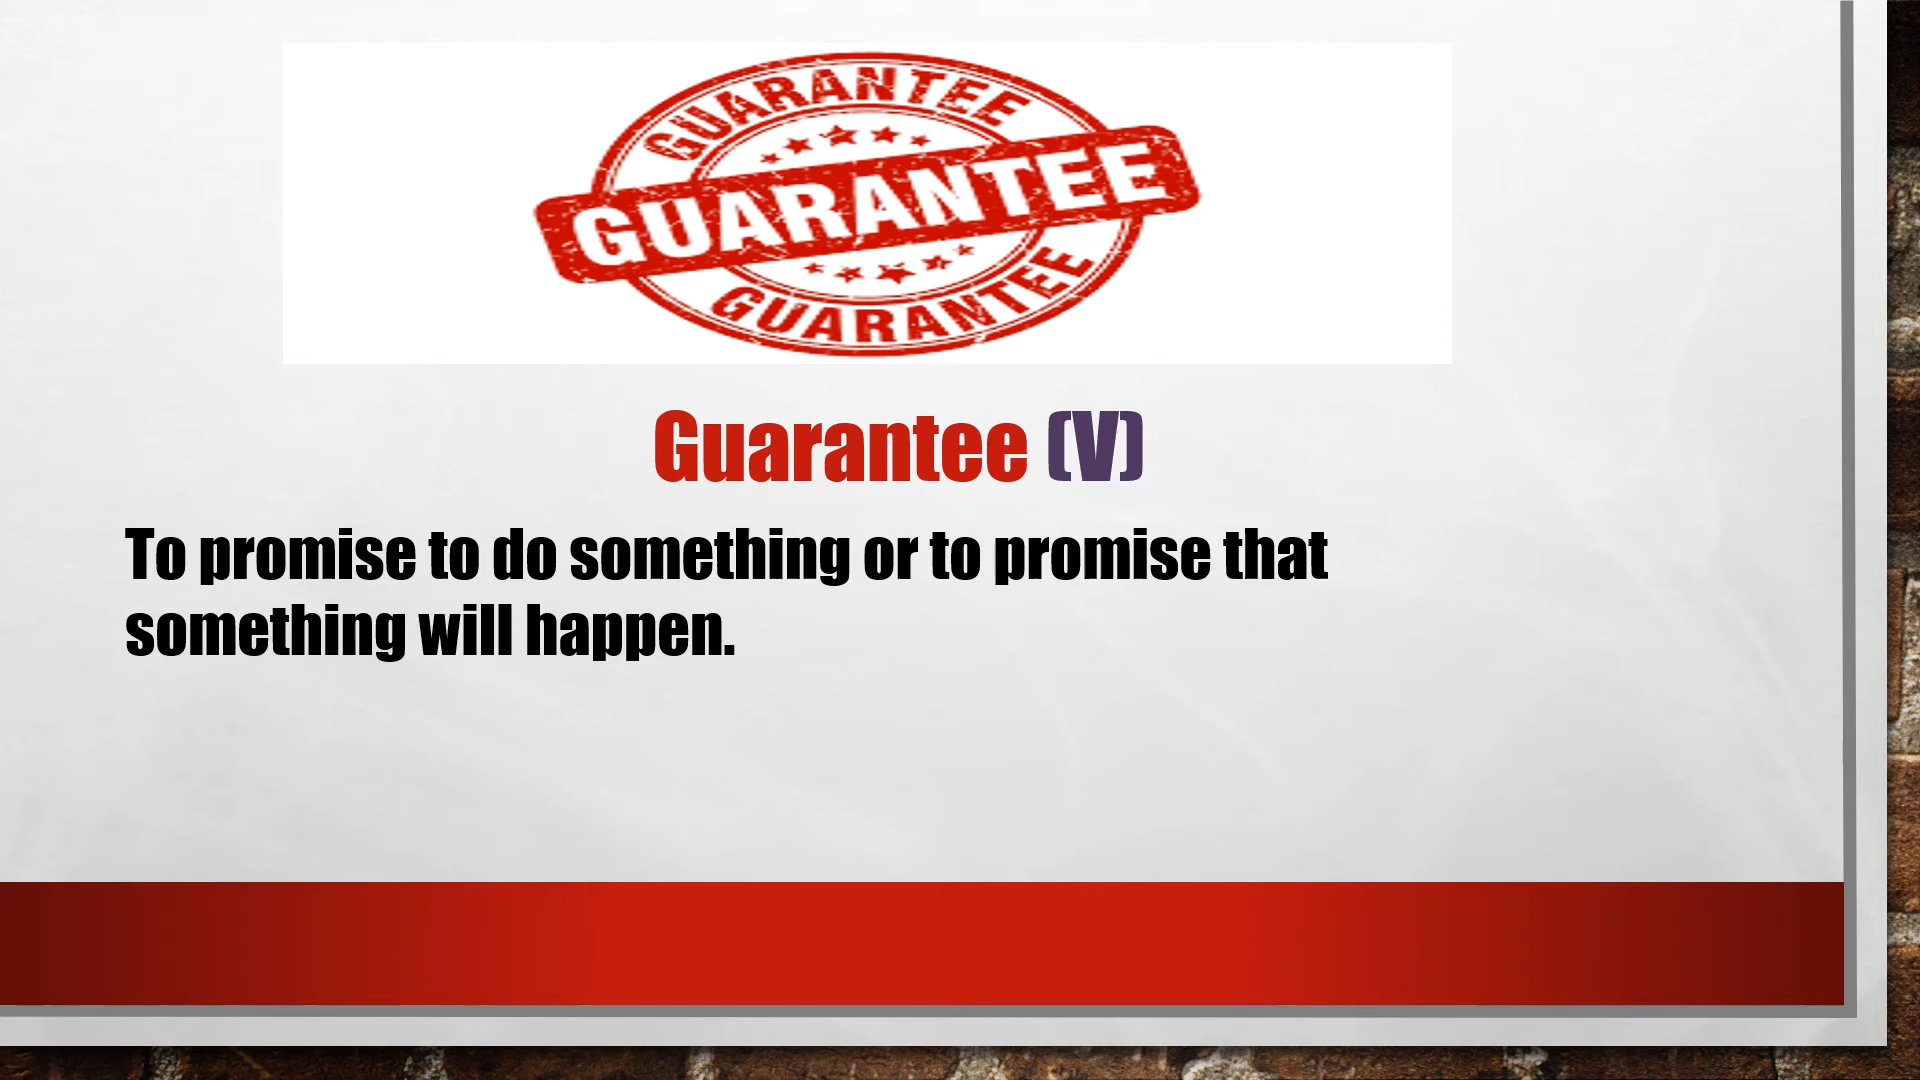 GUARANTEE
GUARANTEE
GUARANTEE
Guarantee (V)
To promise to do something or to promise that
something will happen.